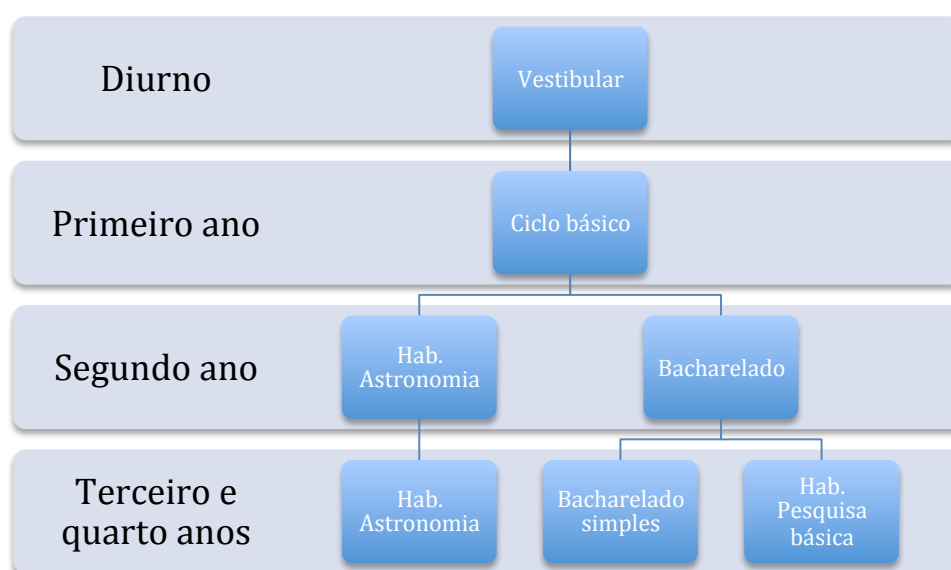 Diurno
Vestibular
Primeiro ano
Ciclo básico
Segundo ano
Hab.
Astronomia
Bacharelado
Terceiro e
quarto anos
Hab.
Astronomia
Bacharelado
simples
Hab.
Pesquisa
básica